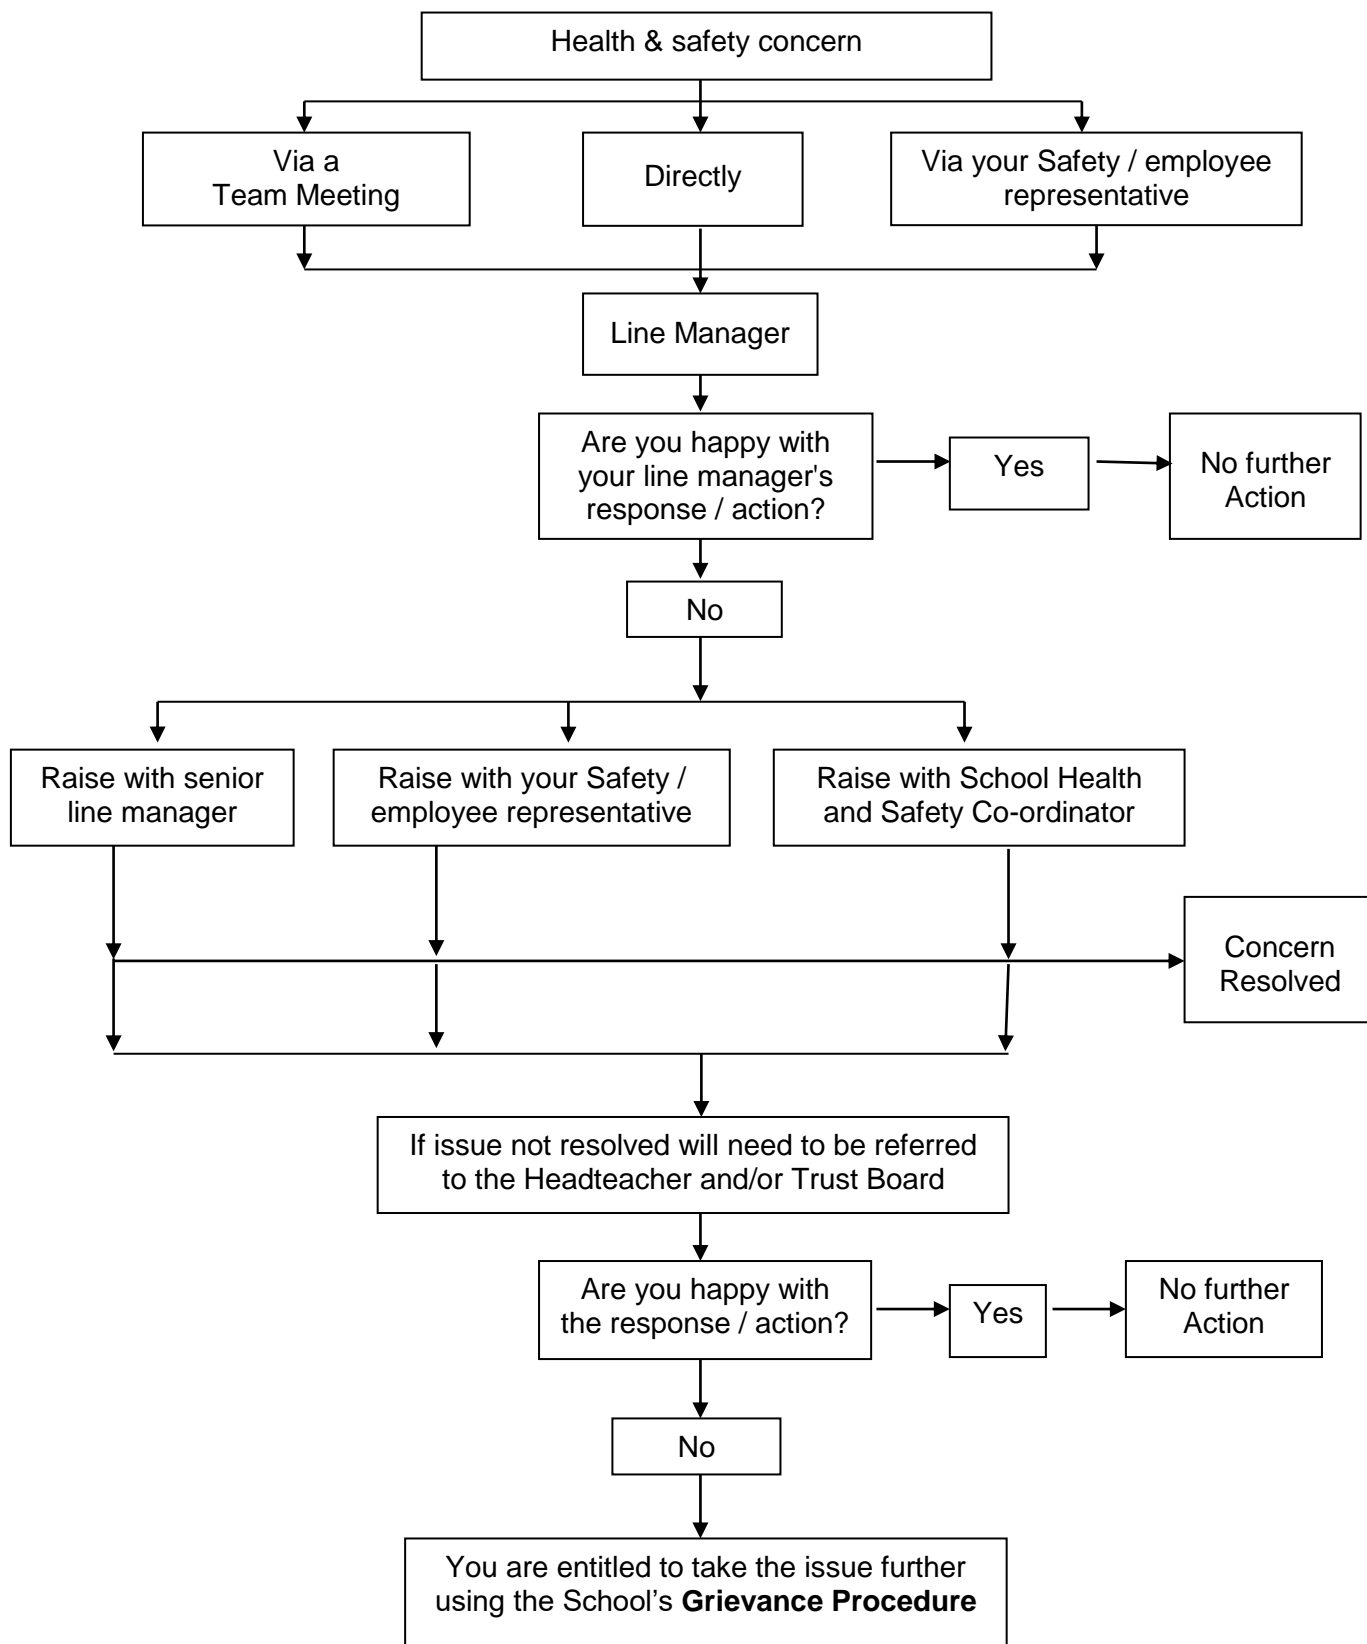 Health & safety concern
Via a
Team Meeting
Directly
Via your Safety / employee
representative
Line Manager
Are you happy with
your line manager's
response / action?
Yes
No further
Action
No
Raise with senior
line manager
Raise with your Safety /
employee representative
Raise with School Health
and Safety Co-ordinator
Concern
Resolved
If issue not resolved will need to be referred
to the Headteacher and/or Trust Board
Are you happy with
the response / action?
Yes
No further
Action
No
You are entitled to take the issue further
using the School’s Grievance Procedure